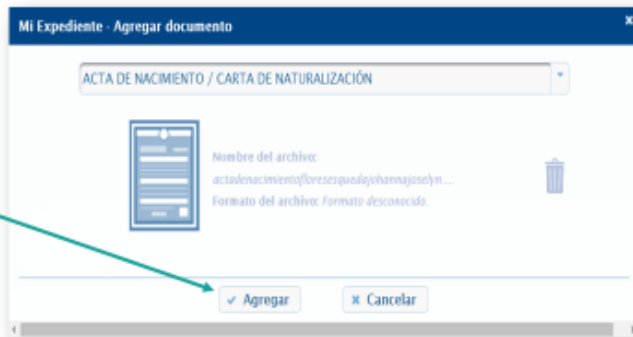 Mi Expediente - Agregar documento
ACTA DE NACIMIENTO / CARTA DE NATURALIZACIÓN
Nombre del archivo:
actadenacimientofloresesquedajohannajoselyn....
Formato del archivo: Formato desconocido.
Agregar
Cancelar